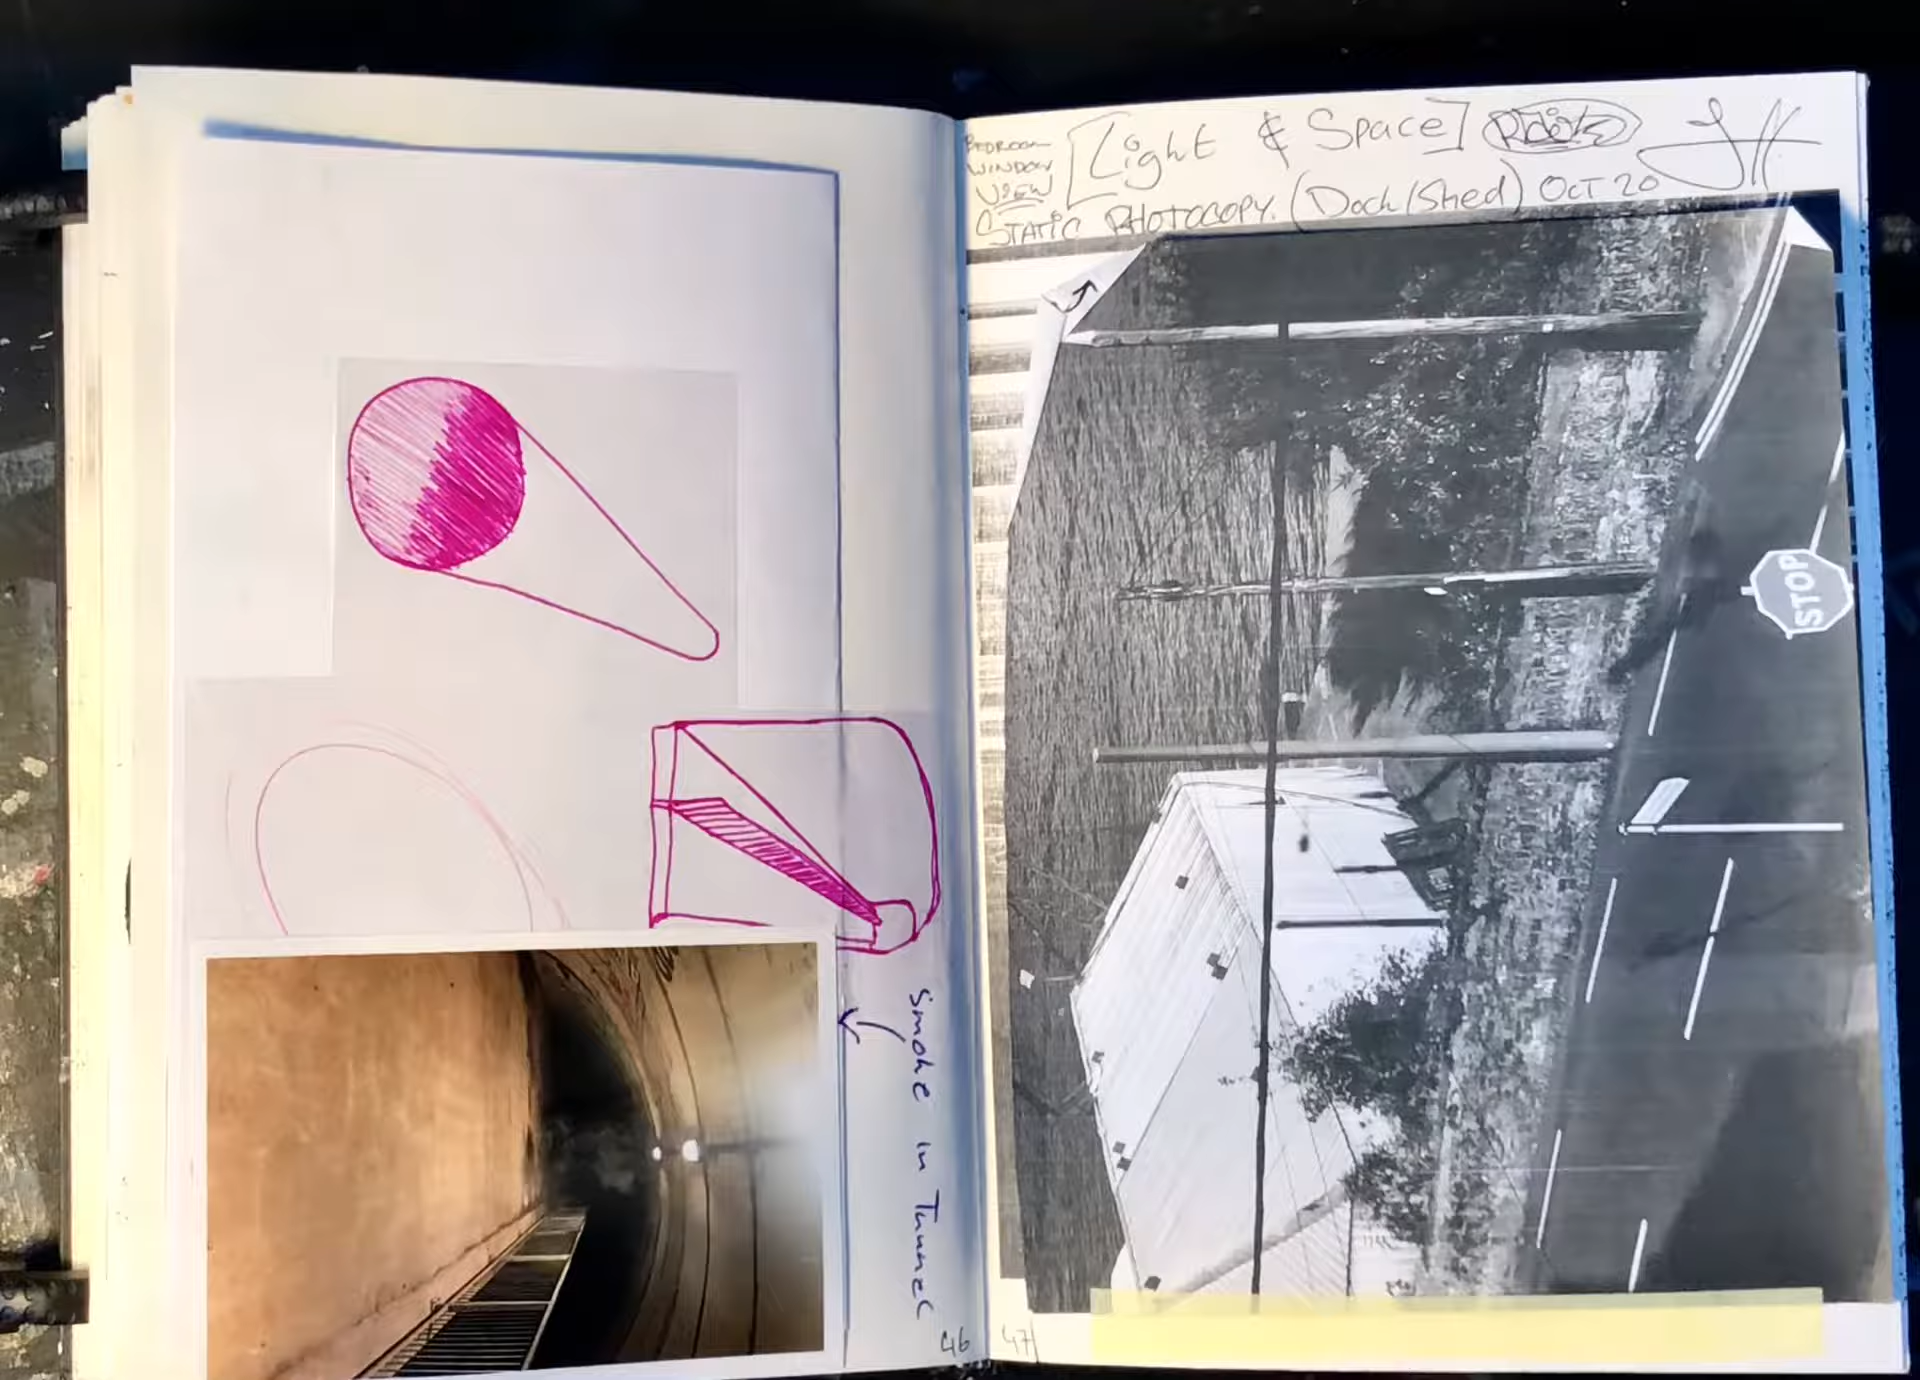 Smoke in Tunnel
46
BEDROOM
WINDOW
VIEW
[Light & Space]
STATIC PHOTOCOPY. (Dock/Shed) OCT 20
STOP
47